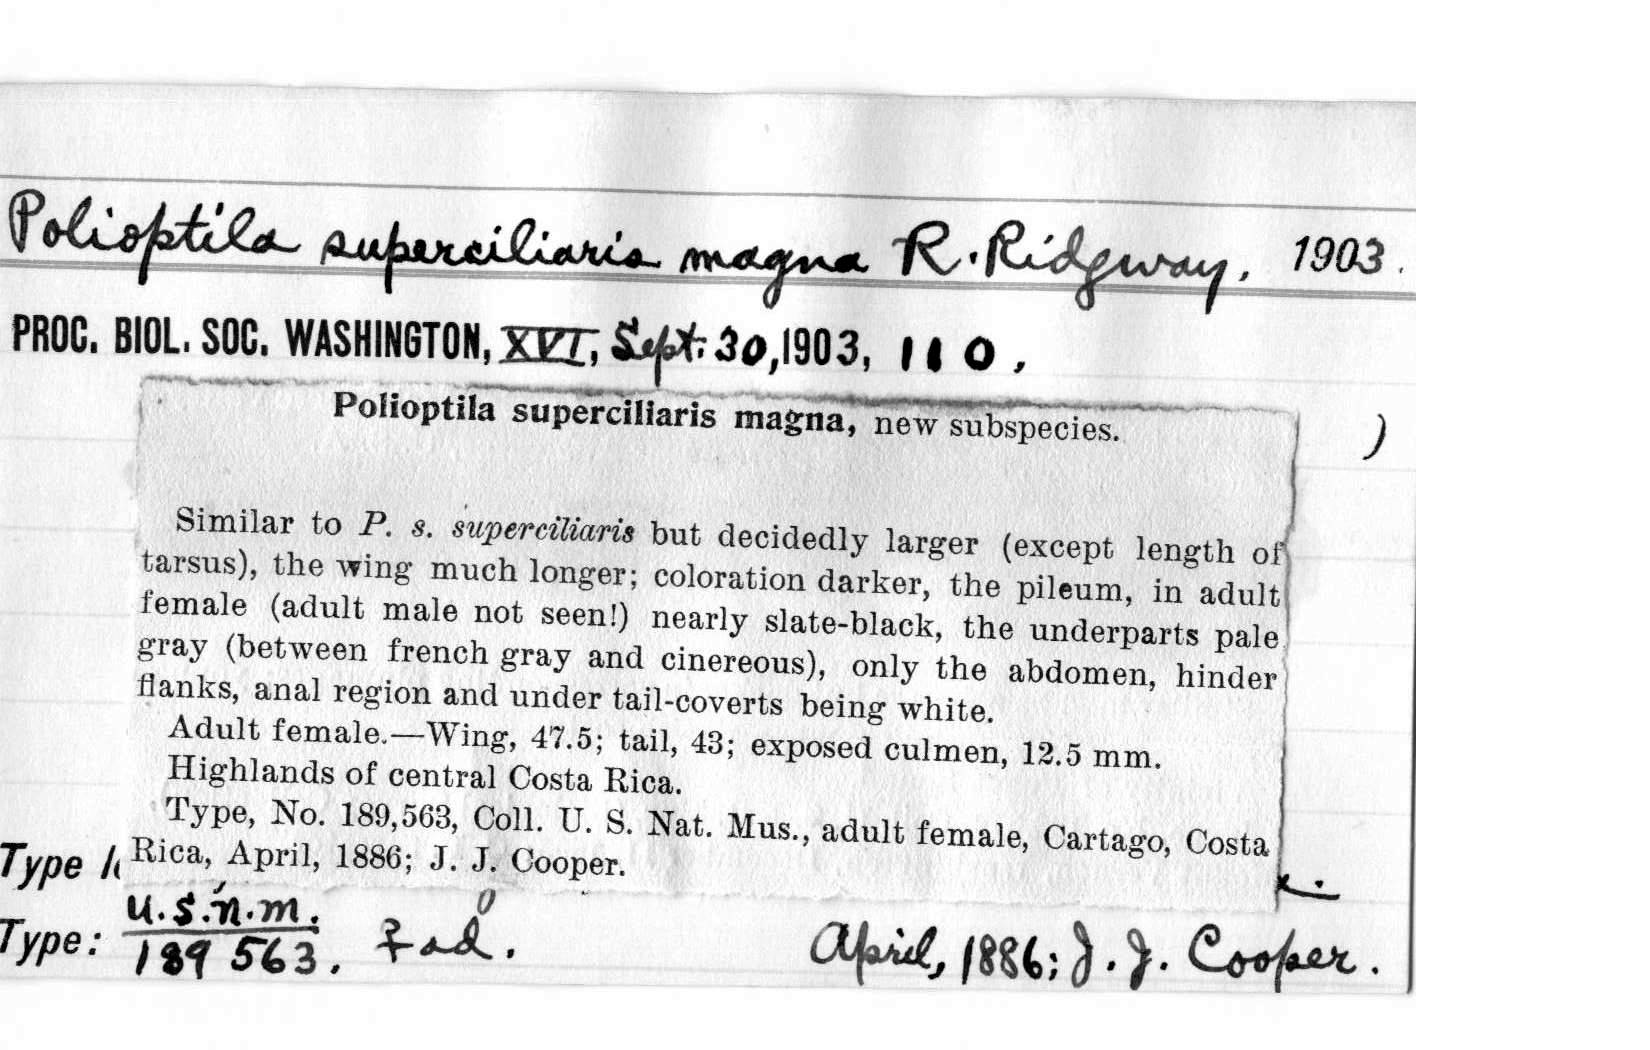 Polioptila superciliaris magna R. Ridgway, 1903.
PROC. BIOL. SOC. WASHINGTON, XVI, Sept. 30, 1903, 110.
Polioptila superciliaris magna, new subspecies.
)
Similar to P. s. superciliaris but decidedly larger (except length of
tarsus), the wing much longer; coloration darker, the pileum, in adult
female (adult male not seen!) nearly slate-black, the underparts pale
gray (between french gray and cinereous), only the abdomen, hinder
flanks, anal region and under tail-coverts being white.
Adult female.—Wing, 47.5; tail, 43; exposed culmen, 12.5 mm.
Highlands of central Costa Rica.
Type, No. 189,563, Coll. U. S. Nat. Mus., adult female, Cartago, Costa
Rica, April, 1886; J. J. Cooper.
Type
U.S.N.M.
Type: 189 563. ♀ ad. April, 1886; J. J. Cooper.